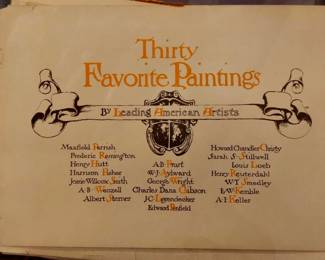 Thirty
Favorite Paintings
By Leading American Artists
Maxfield Parrish
Frederic Remington
Henry Hutt
Harrison Fisher
Jessie Willcox Smith
A·B·Wenzell
Albert Sterner
A·B·Frost
W·J·Aylward
George Wright
Charles Dana Gibson
J·C·Leyendecker
Edward Penfield
Howard Chandler Christy
Sarah S·Stillwell
Louis Loeb
Henry Reuterdahl
W·T·Smedley
E·W·Kemble
A·I·Keller